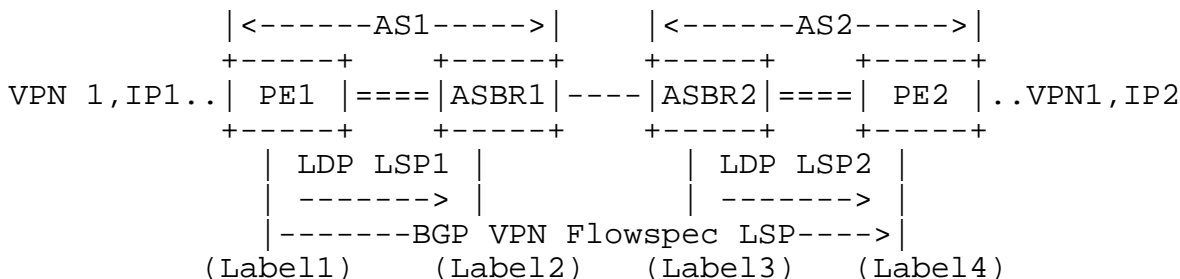 |<------AS1----->|    |<------AS2----->|
+-----+    +-----+    +-----+    +-----+
VPN 1,IP1..| PE1 |====|ASBR1|----|ASBR2|====| PE2 |..VPN1,IP2
+-----+    +-----+    +-----+    +-----+
| LDP LSP1 |          | LDP LSP2 |
| -------> |          | -------> |
|-------BGP VPN Flowspec LSP---->|
(Label1)   (Label2)   (Label3)   (Label4)